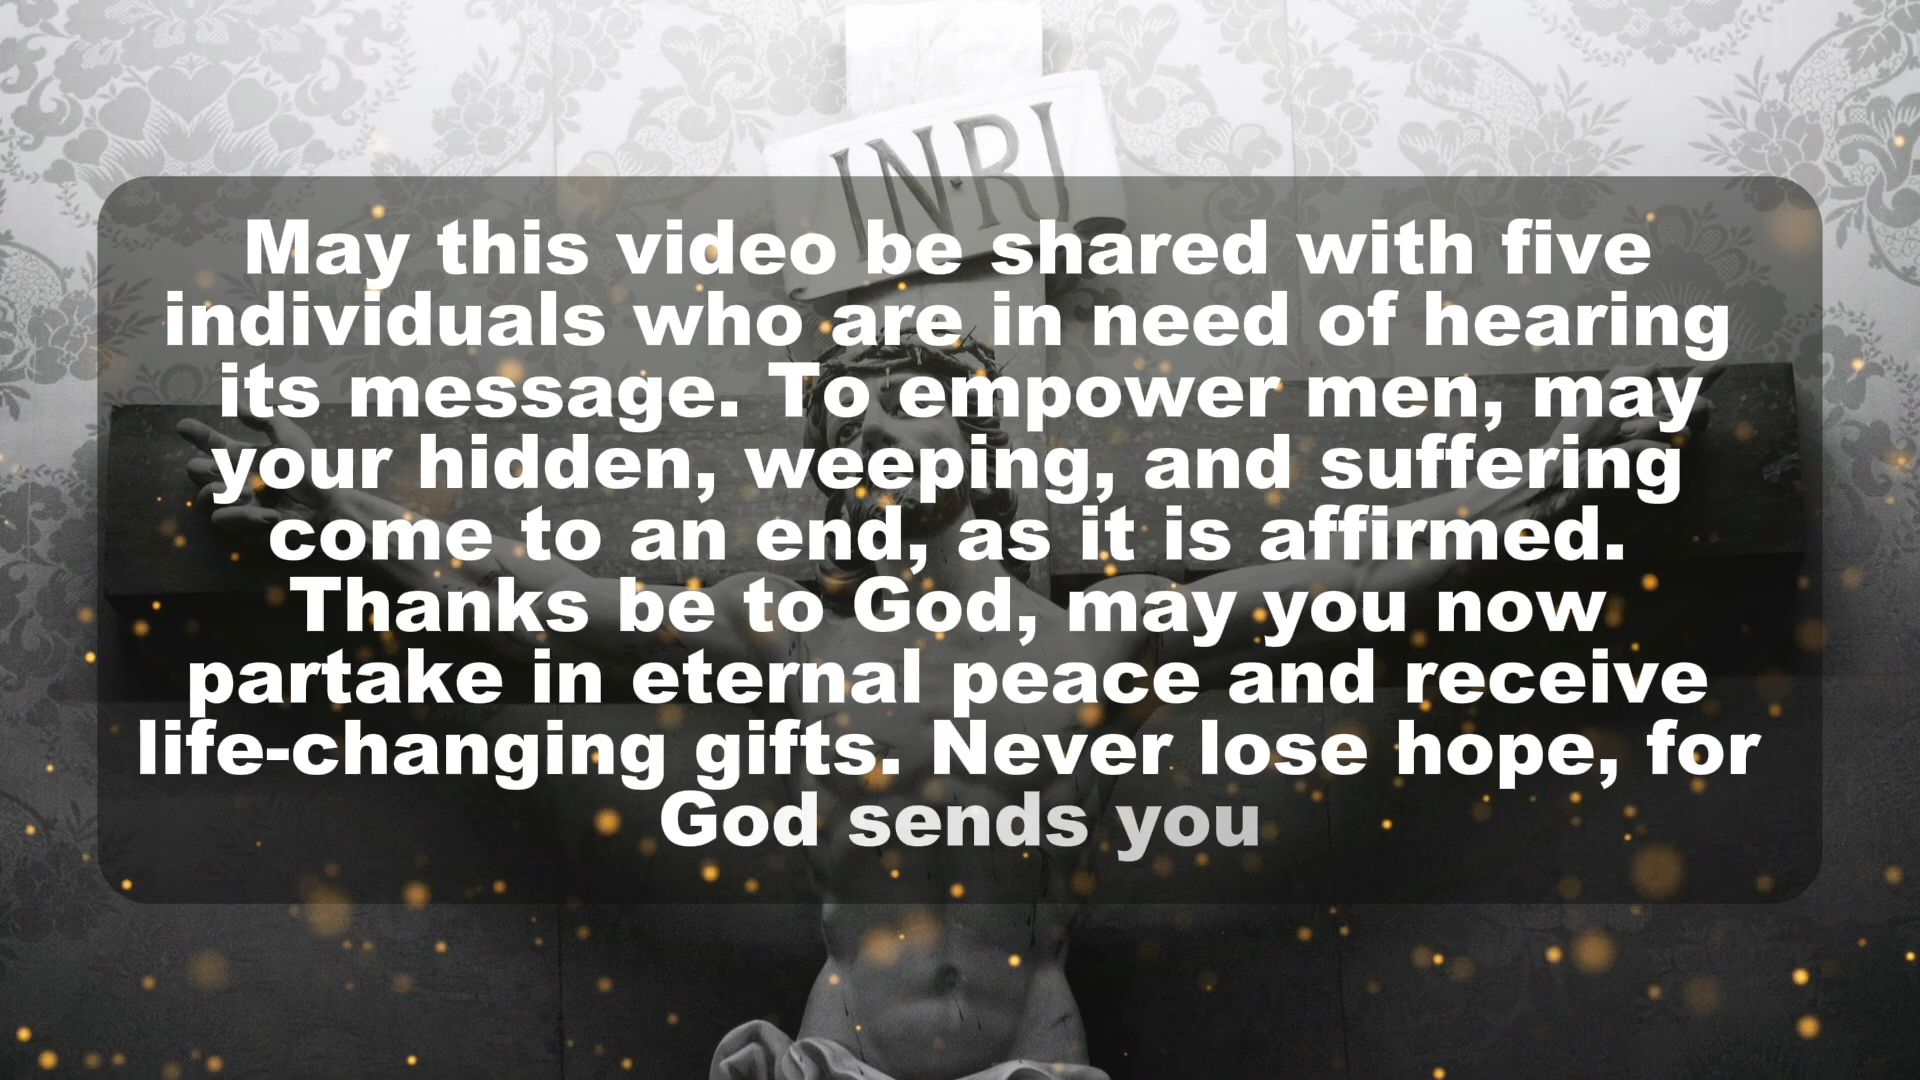 IN·RI
May this video be shared with five
individuals who are in need of hearing
its message. To empower men, may
your hidden, weeping, and suffering
come to an end, as it is affirmed.
Thanks be to God, may you now
partake in eternal peace and receive
life-changing gifts. Never lose hope, for
God sends you